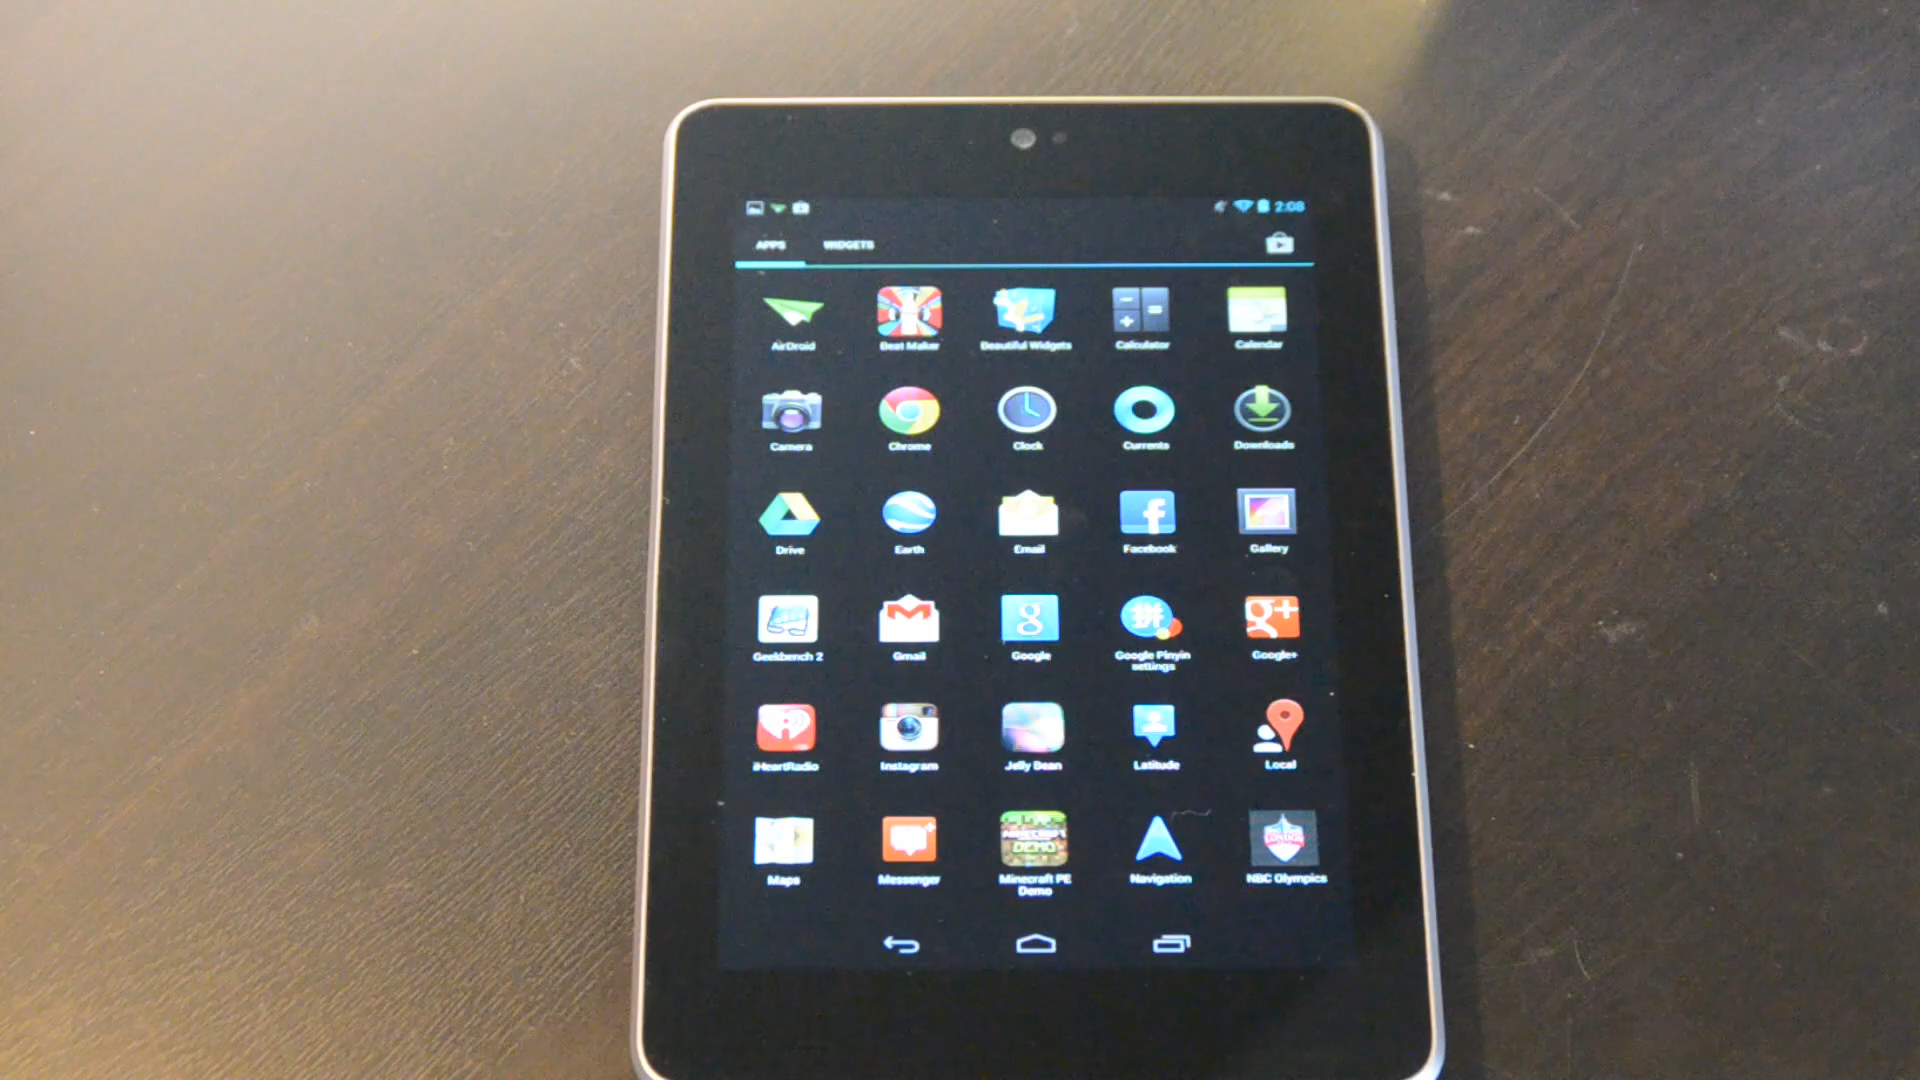 2:08
APPS WIDGETS
AirDroid Beat Maker Beautiful Widgets Calculator Calendar
Camera Chrome Clock Currents Downloads
Drive Earth Email Facebook Gallery
Geekbench 2 Gmail Google Google Pinyin Google+
settings
iHeartRadio Instagram Jelly Bean Latitude Local
Maps Messenger Minecraft PE Navigation NBC Olympics
Demo